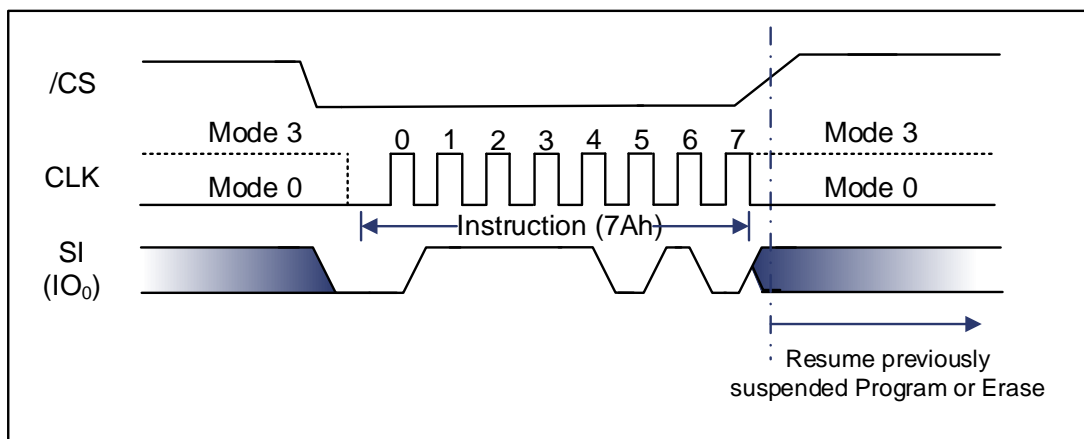 /CS
Mode 3
0 1 2 3 4 5 6 7
Mode 3
CLK
Mode 0
Mode 0
Instruction (7Ah)
SI
(IO₀)
Resume previously
suspended Program or Erase